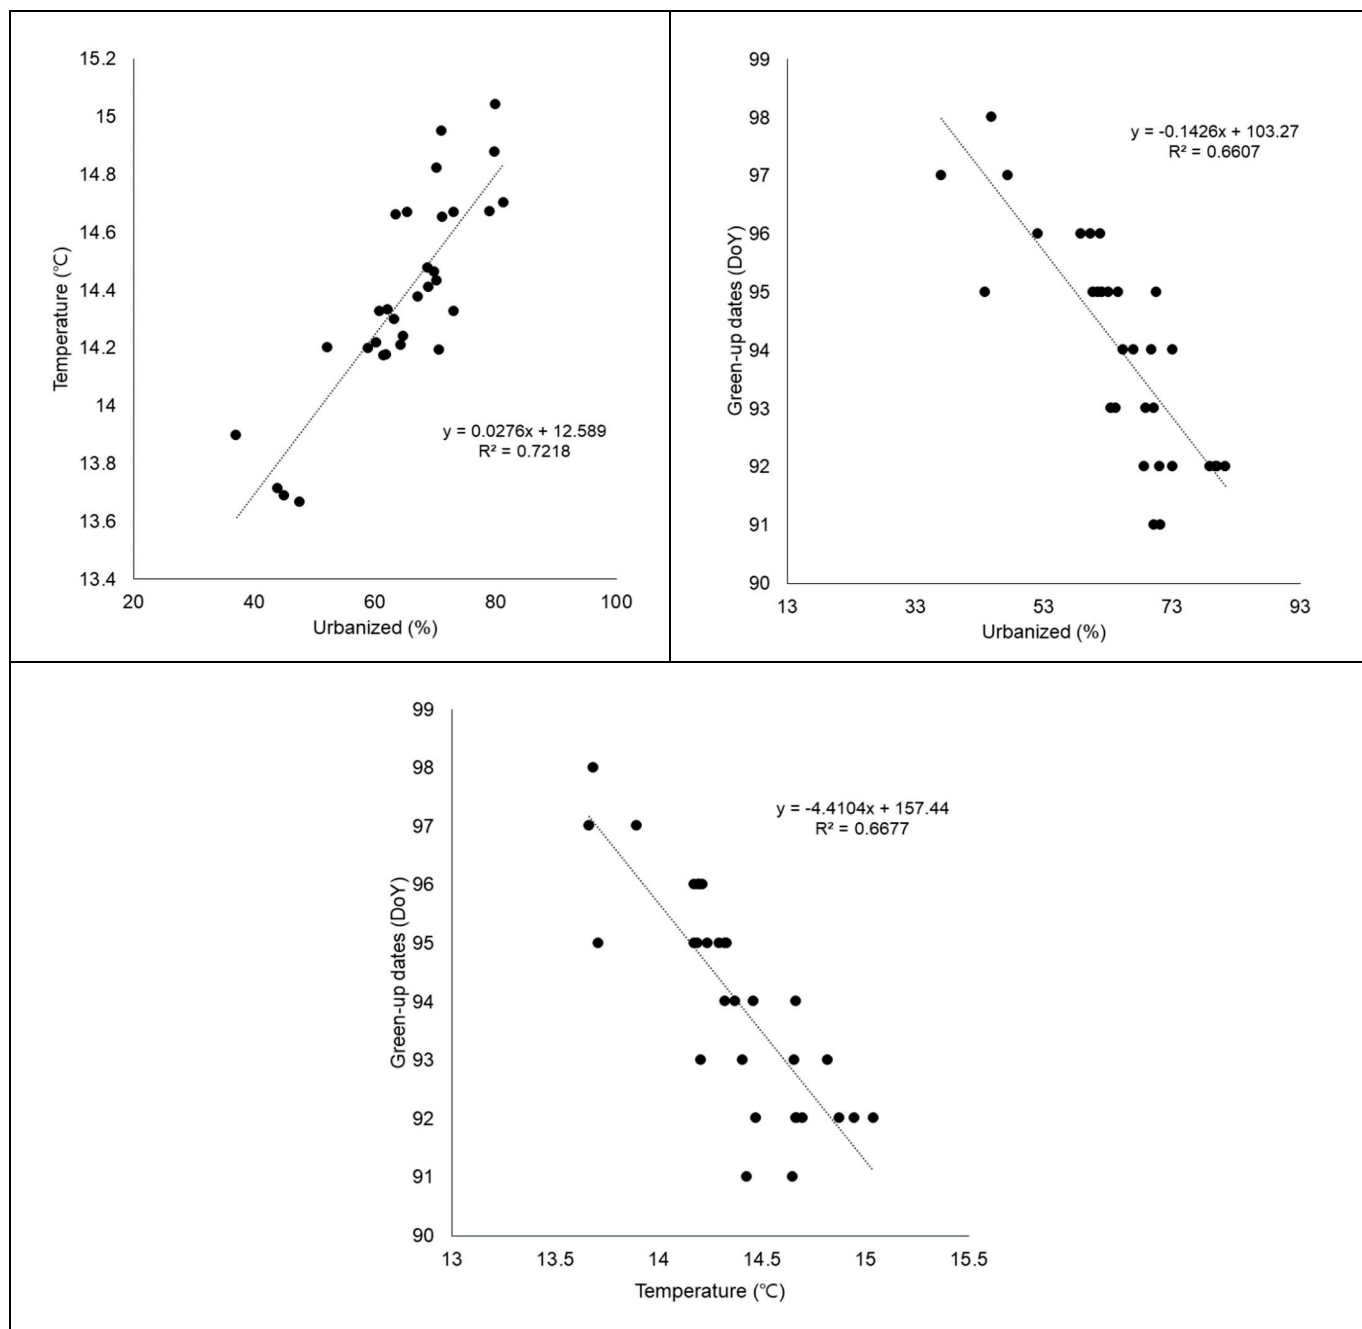 15.2
15
14.8
14.6
14.4
14.2
14
13.8
13.6
13.4
Temperature (℃)
y = 0.0276x + 12.589
R² = 0.7218
20 40 60 80 100
Urbanized (%)
99
98
97
96
95
94
93
92
91
90
Green-up dates (DoY)
y = -0.1426x + 103.27
R² = 0.6607
13 33 53 73 93
Urbanized (%)
99
98
97
96
95
94
93
92
91
90
Green-up dates (DoY)
y = -4.4104x + 157.44
R² = 0.6677
13 13.5 14 14.5 15 15.5
Temperature (℃)